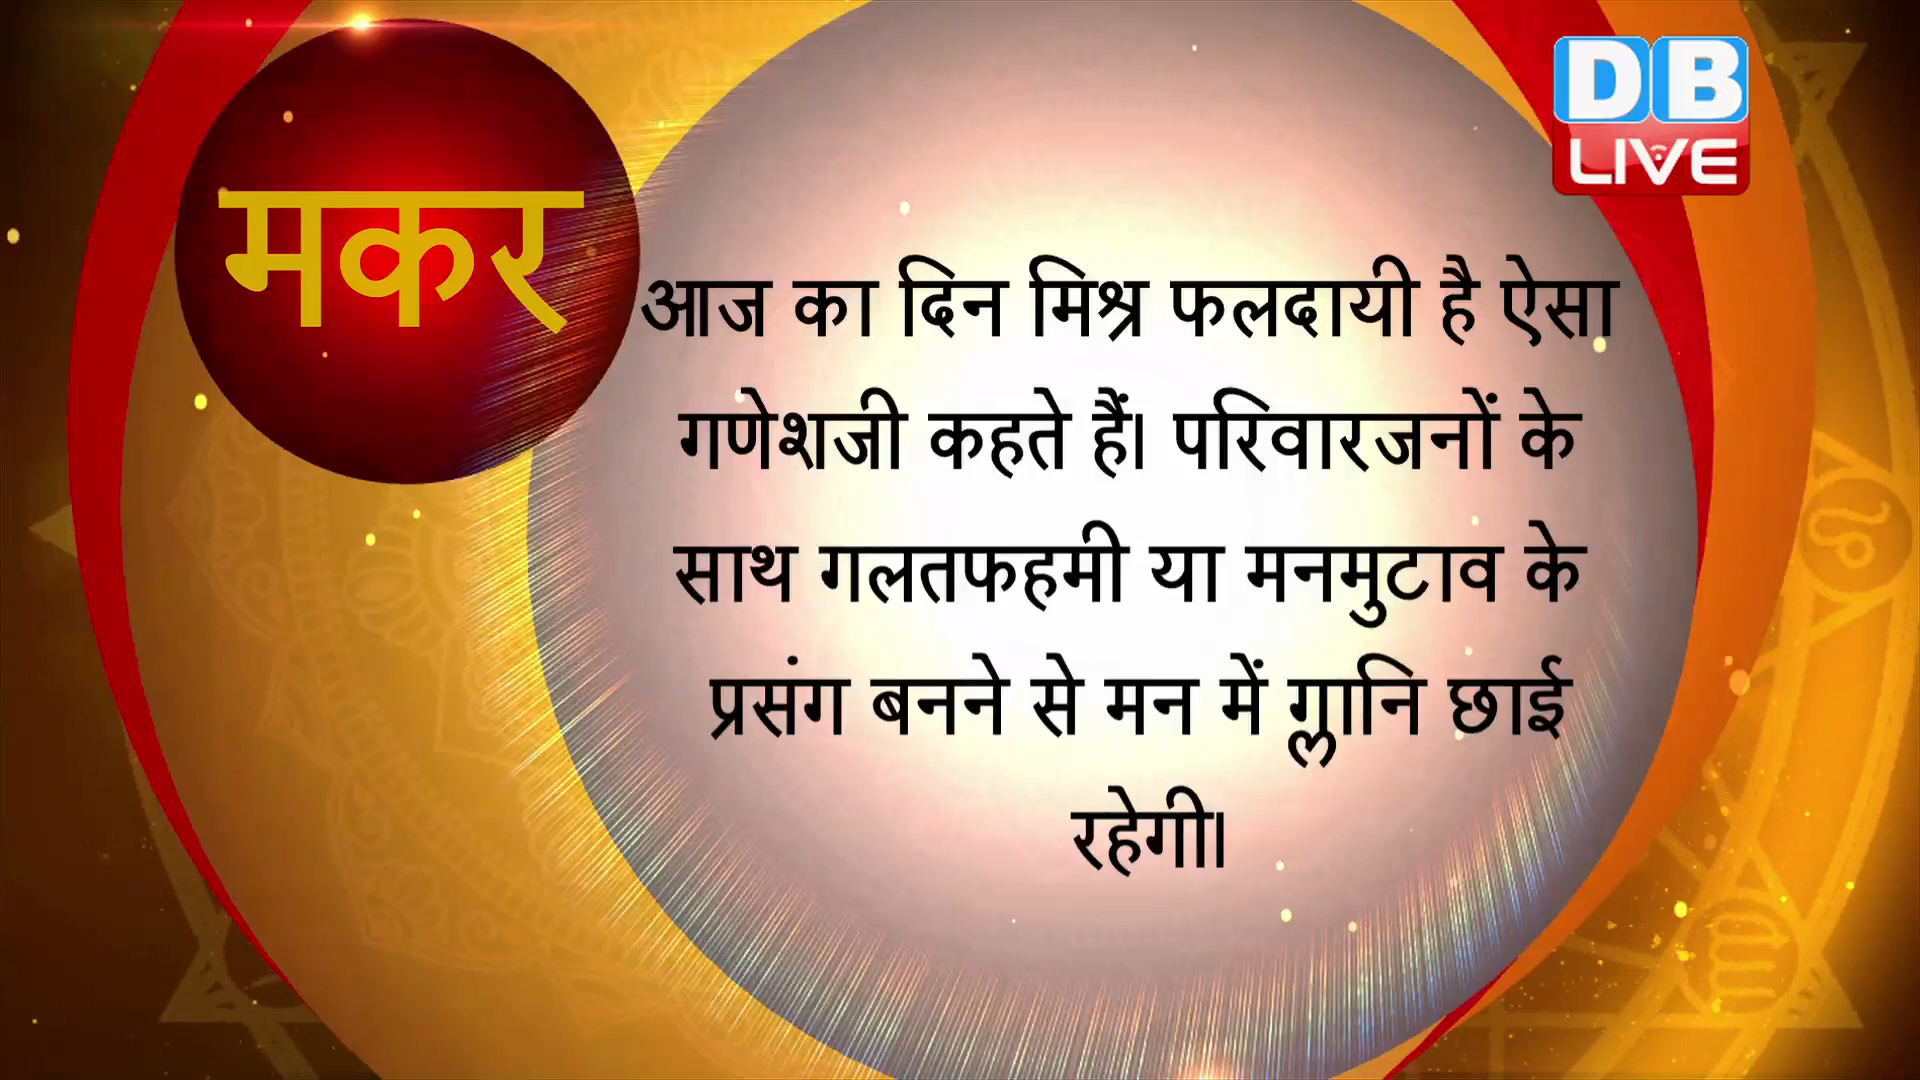 मकर
DB
LIVE
आज का दिन मिश्र फलदायी है ऐसा
गणेशजी कहते हैं। परिवारजनों के
साथ गलतफहमी या मनमुटाव के
प्रसंग बनने से मन में ग्लानि छाई
रहेगी।